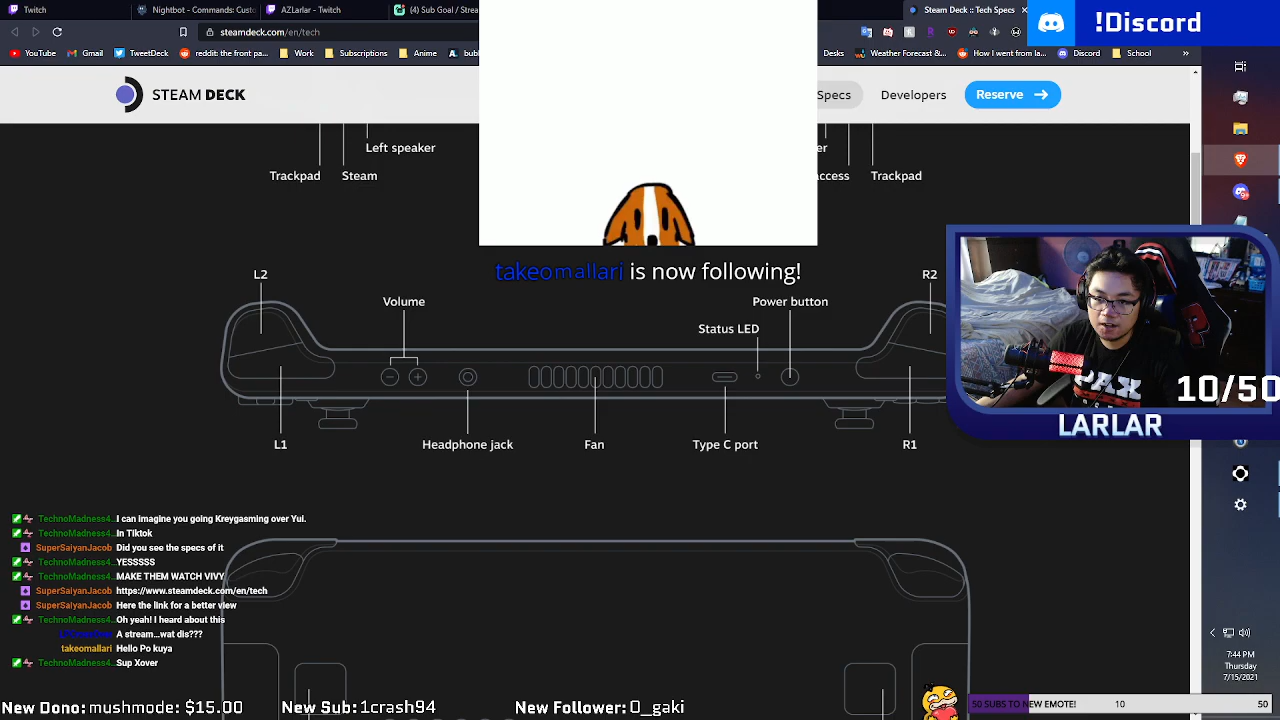 Twitch
Nightbot - Commands: Cust
AZLarlar - Twitch
(4) Sub Goal / Stre
Steam Deck :: Tech Specs
!Discord
steamdeck.com/en/tech
YouTube
Gmail
TweetDeck
reddit the front pa
Work
Subscriptions
Anime
bubb
Desks
Weather Forecast &
How I went from la
Discord
School
STEAM DECK
Specs
Developers
Reserve
Left speaker
Trackpad
Steam
Trackpad
takeomallari is now following!
L2
Volume
Status LED
Power button
R2
L1
Headphone jack
Fan
Type C port
R1
PAX
10/50
LARLAR
TechnoMadness4... I can imagine you going Kreygasming over Yui.
TechnoMadness4... In Tiktok
SuperSaiyanJacob Did you see the specs of it
TechnoMadness4... YESSSSS
TechnoMadness4... MAKE THEM WATCH VIVY
SuperSaiyanJacob https://www.steamdeck.com/en/tech
SuperSaiyanJacob Here the link for a better view
TechnoMadness4... Oh yeah! I heard about this
A stream...wat dis???
takeomallari Hello Po kuya
TechnoMadness4... Sup Xover
7:44 PM
Thursday
7/15/2021
New Dono: mushmode: $15.00
New Sub: 1crash94
New Follower: O_gaki
50 SUBS TO NEW EMOTE!
10
50